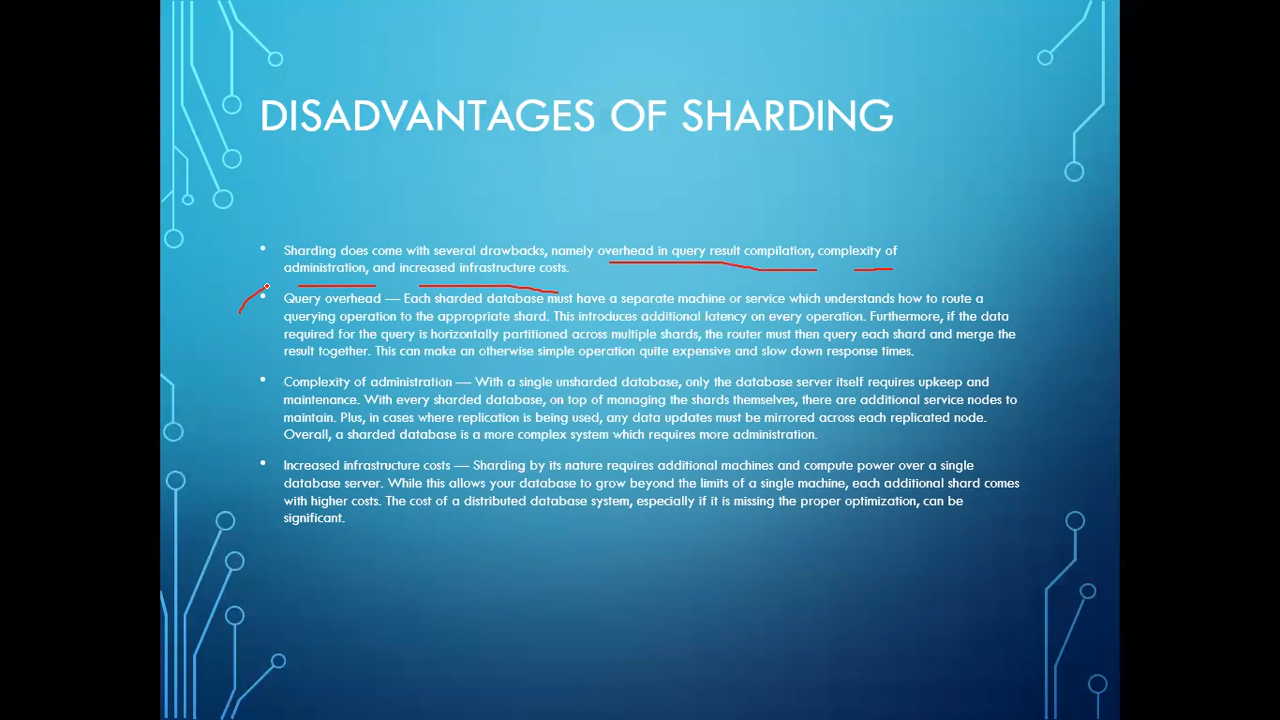 DISADVANTAGES OF SHARDING
• Sharding does come with several drawbacks, namely overhead in query result compilation, complexity of
administration, and increased infrastructure costs.
• Query overhead — Each sharded database must have a separate machine or service which understands how to route a
querying operation to the appropriate shard. This introduces additional latency on every operation. Furthermore, if the data
required for the query is horizontally partitioned across multiple shards, the router must then query each shard and merge the
result together. This can make an otherwise simple operation quite expensive and slow down response times.
• Complexity of administration — With a single unsharded database, only the database server itself requires upkeep and
maintenance. With every sharded database, on top of managing the shards themselves, there are additional service nodes to
maintain. Plus, in cases where replication is being used, any data updates must be mirrored across each replicated node.
Overall, a sharded database is a more complex system which requires more administration.
• Increased infrastructure costs — Sharding by its nature requires additional machines and compute power over a single
database server. While this allows your database to grow beyond the limits of a single machine, each additional shard comes
with higher costs. The cost of a distributed database system, especially if it is missing the proper optimization, can be
significant.